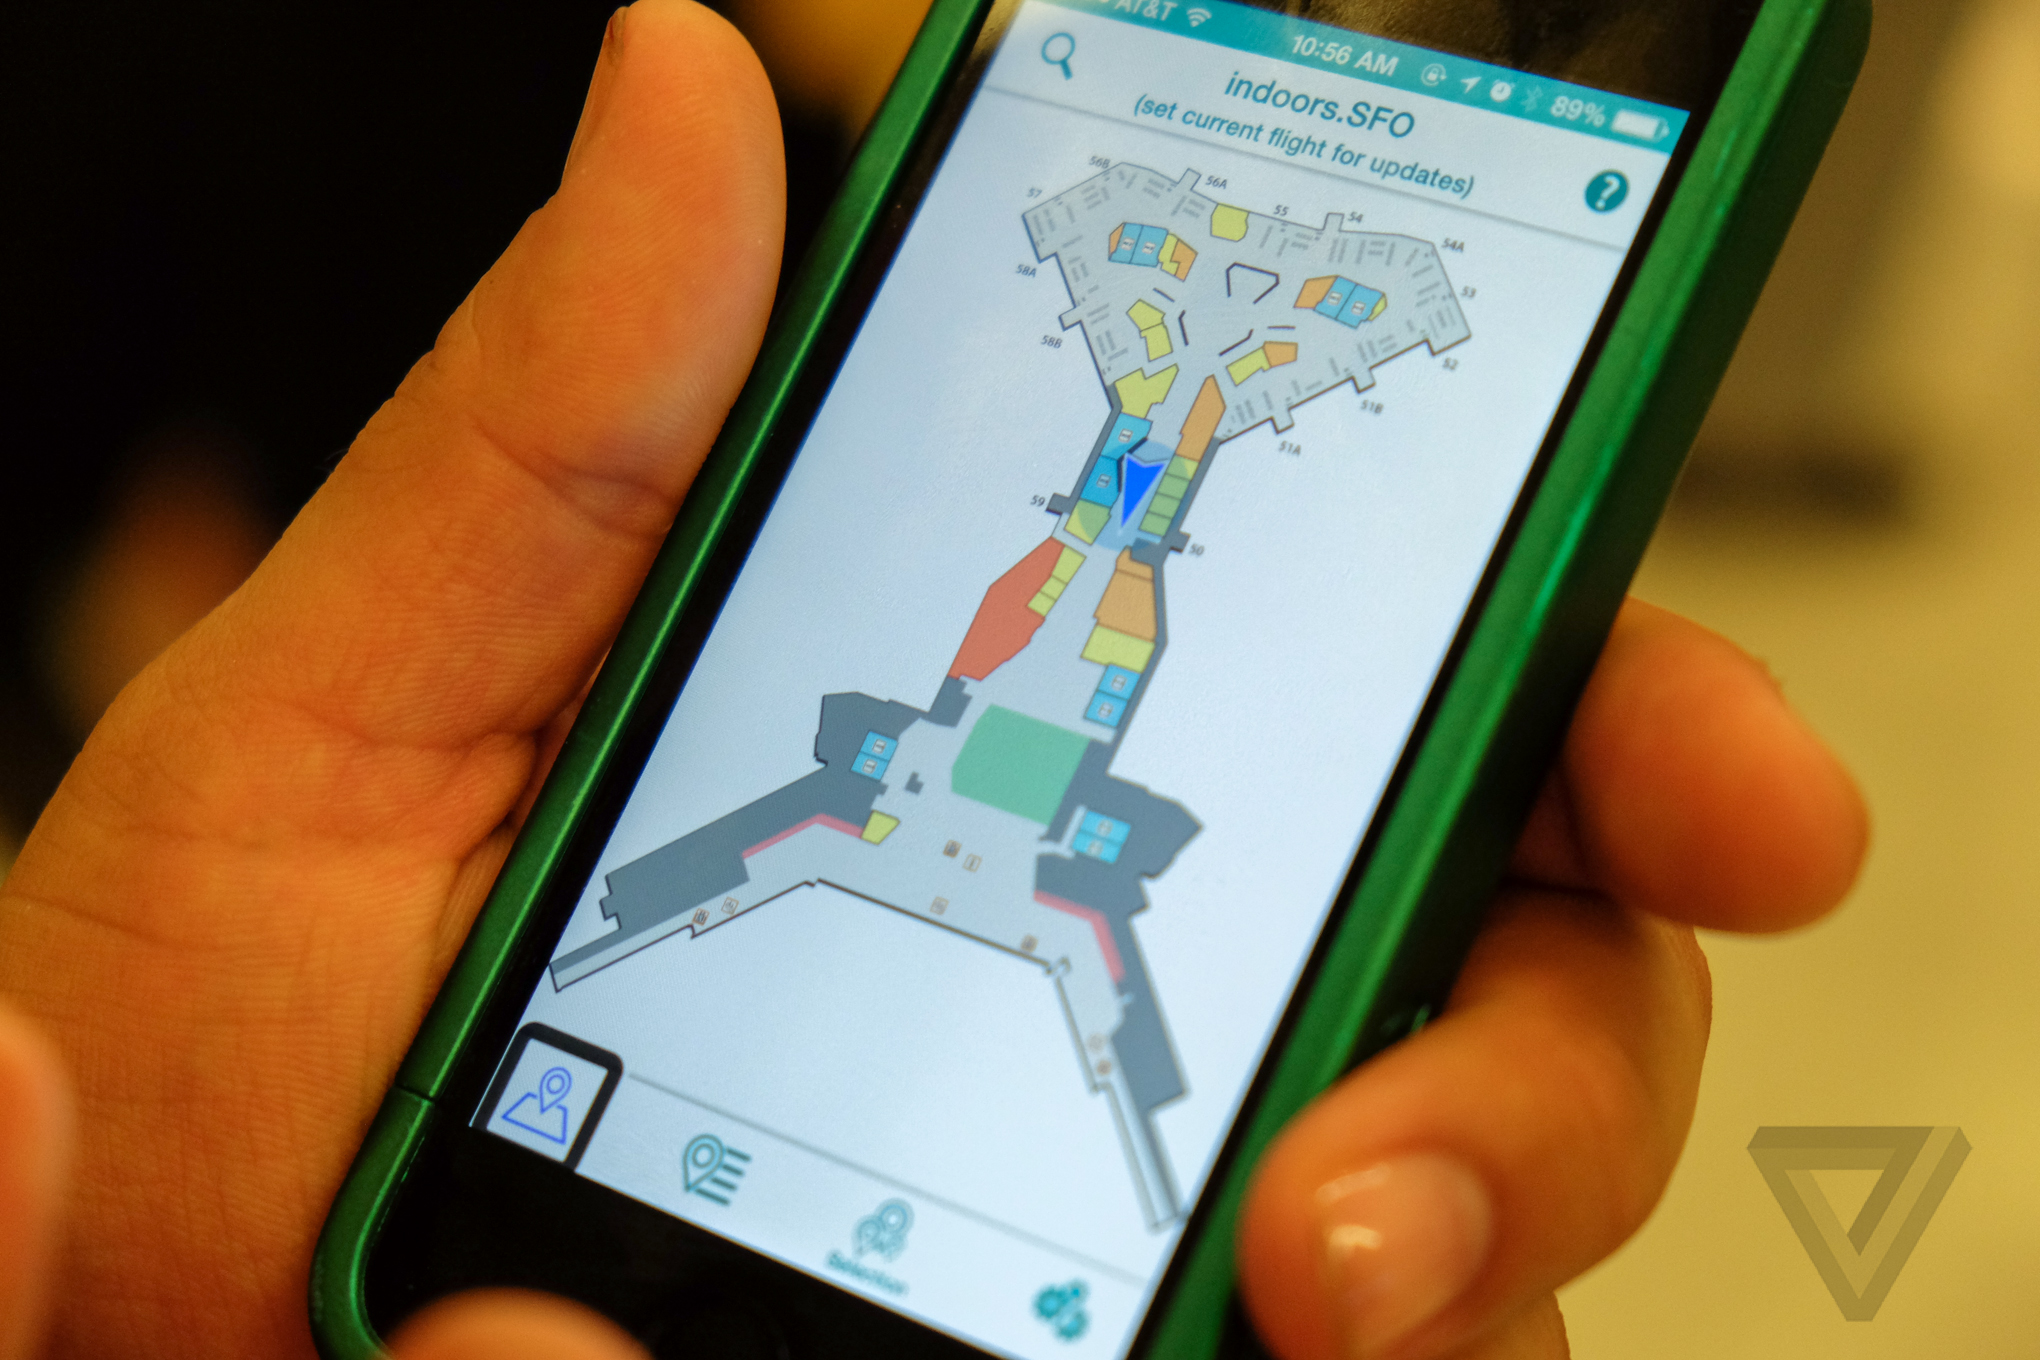 AT&T 10:56 AM 89%
indoors.SFO
(set current flight for updates)
?
56B
56A
57
55
54
54A
58A
53
58B
52
51B
51A
59
50
Selection